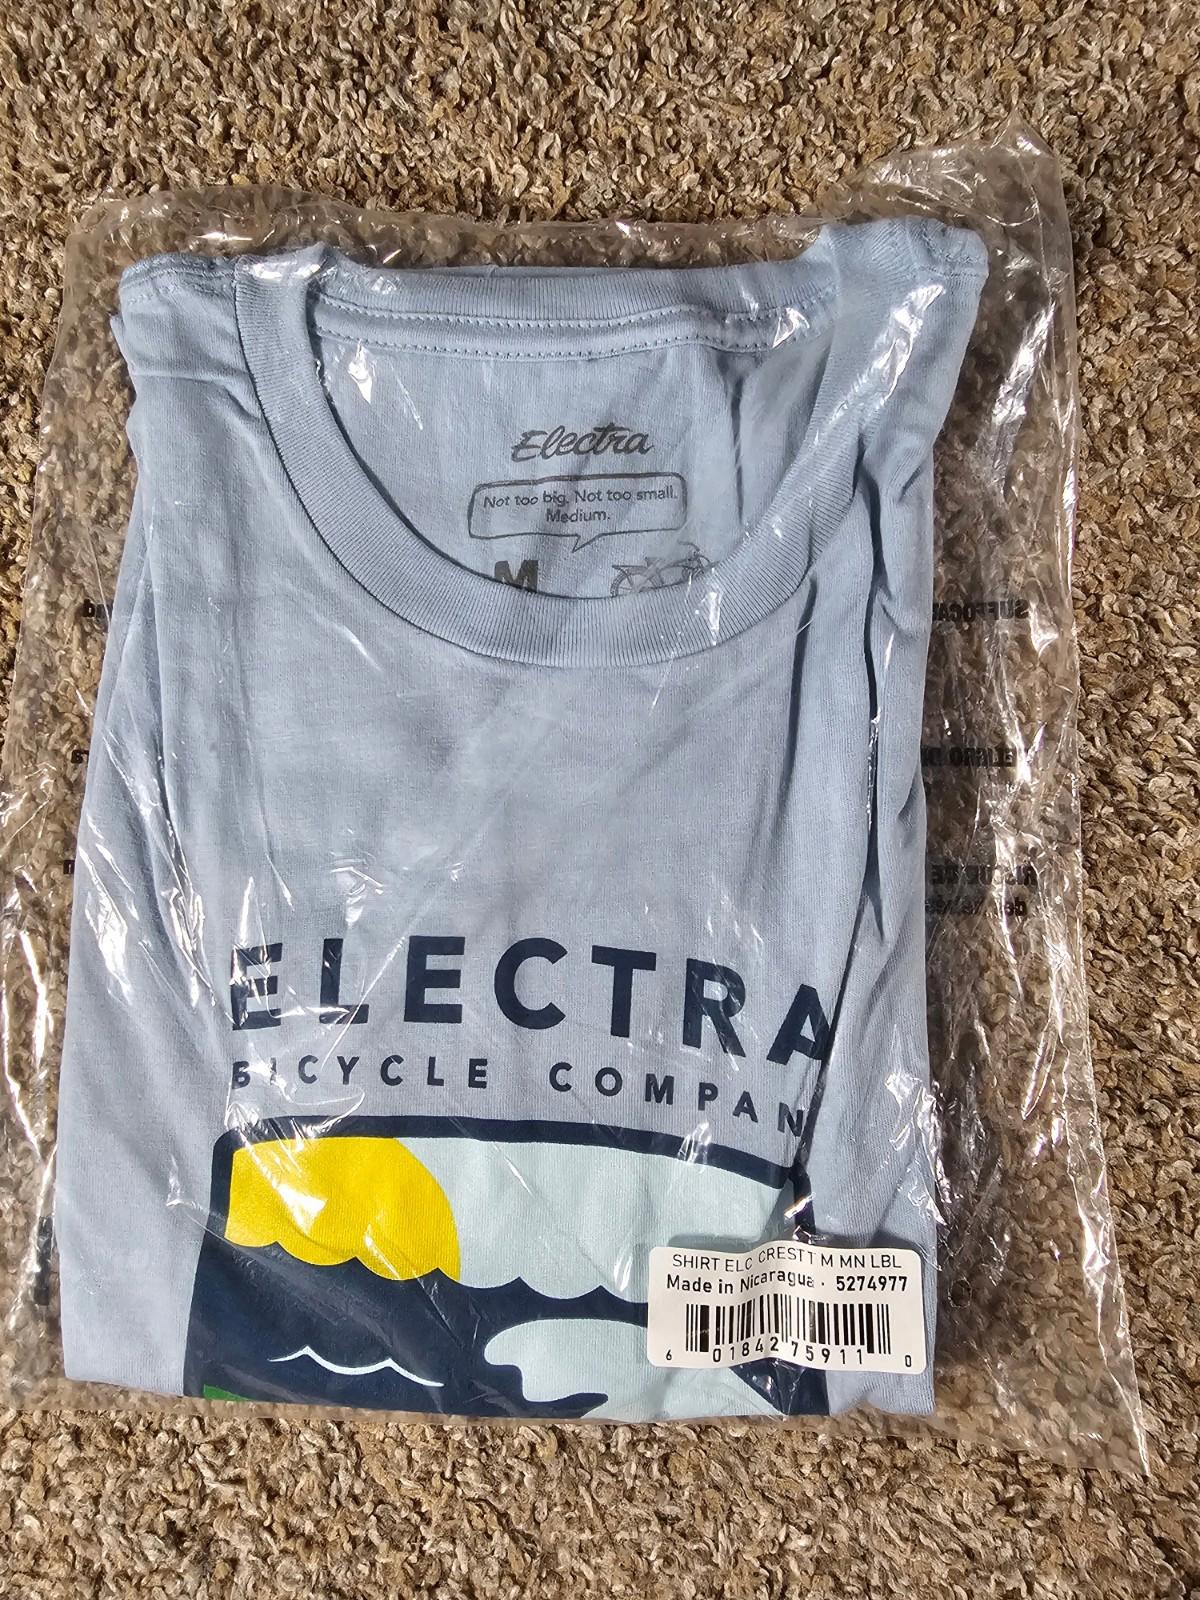 Electra
Not too big. Not too small.
Medium.
M
ELECTRA
BICYCLE COMPAN
SHIRT ELC CREST T M MN LBL
Made in Nicaragua · 5274977
6 01842 75911 0